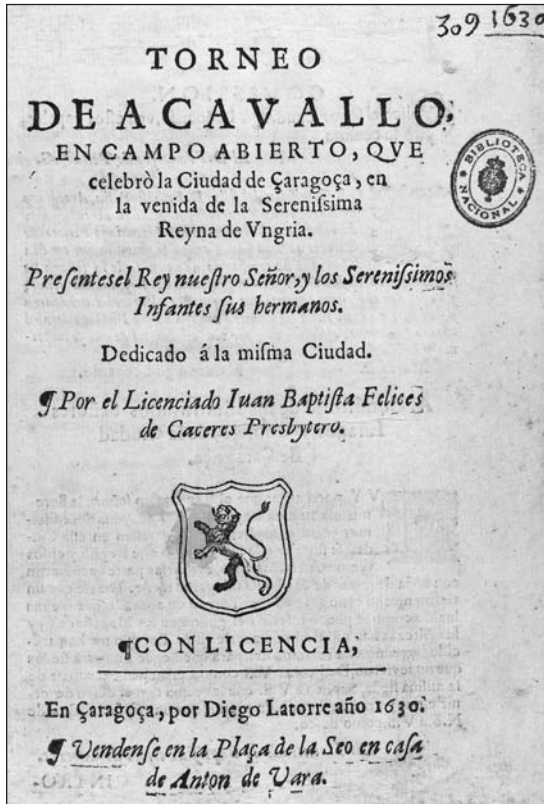 309 1630
TORNEO
DE A CAVALLO,
EN CAMPO ABIERTO, QVE
celebrò la Ciudad de Çaragoça, en
la venida de la Sereniſsima
Reyna de Vngria.
BIBLIOTECA
NACIONAL
Preſentesel Rey nueſtro Señor, y los Sereniſsimos
Infantes ſus hermanos.
Dedicado á la miſma Ciudad.
¶ Por el Licenciado Iuan Baptiſta Felices
de Caceres Presbytero.
¶CON LICENCIA,
En Çaragoça, por Diego Latorre año 1630.
¶ Vendenſe en la Plaça de la Seo en caſa
de Anton de Vara.